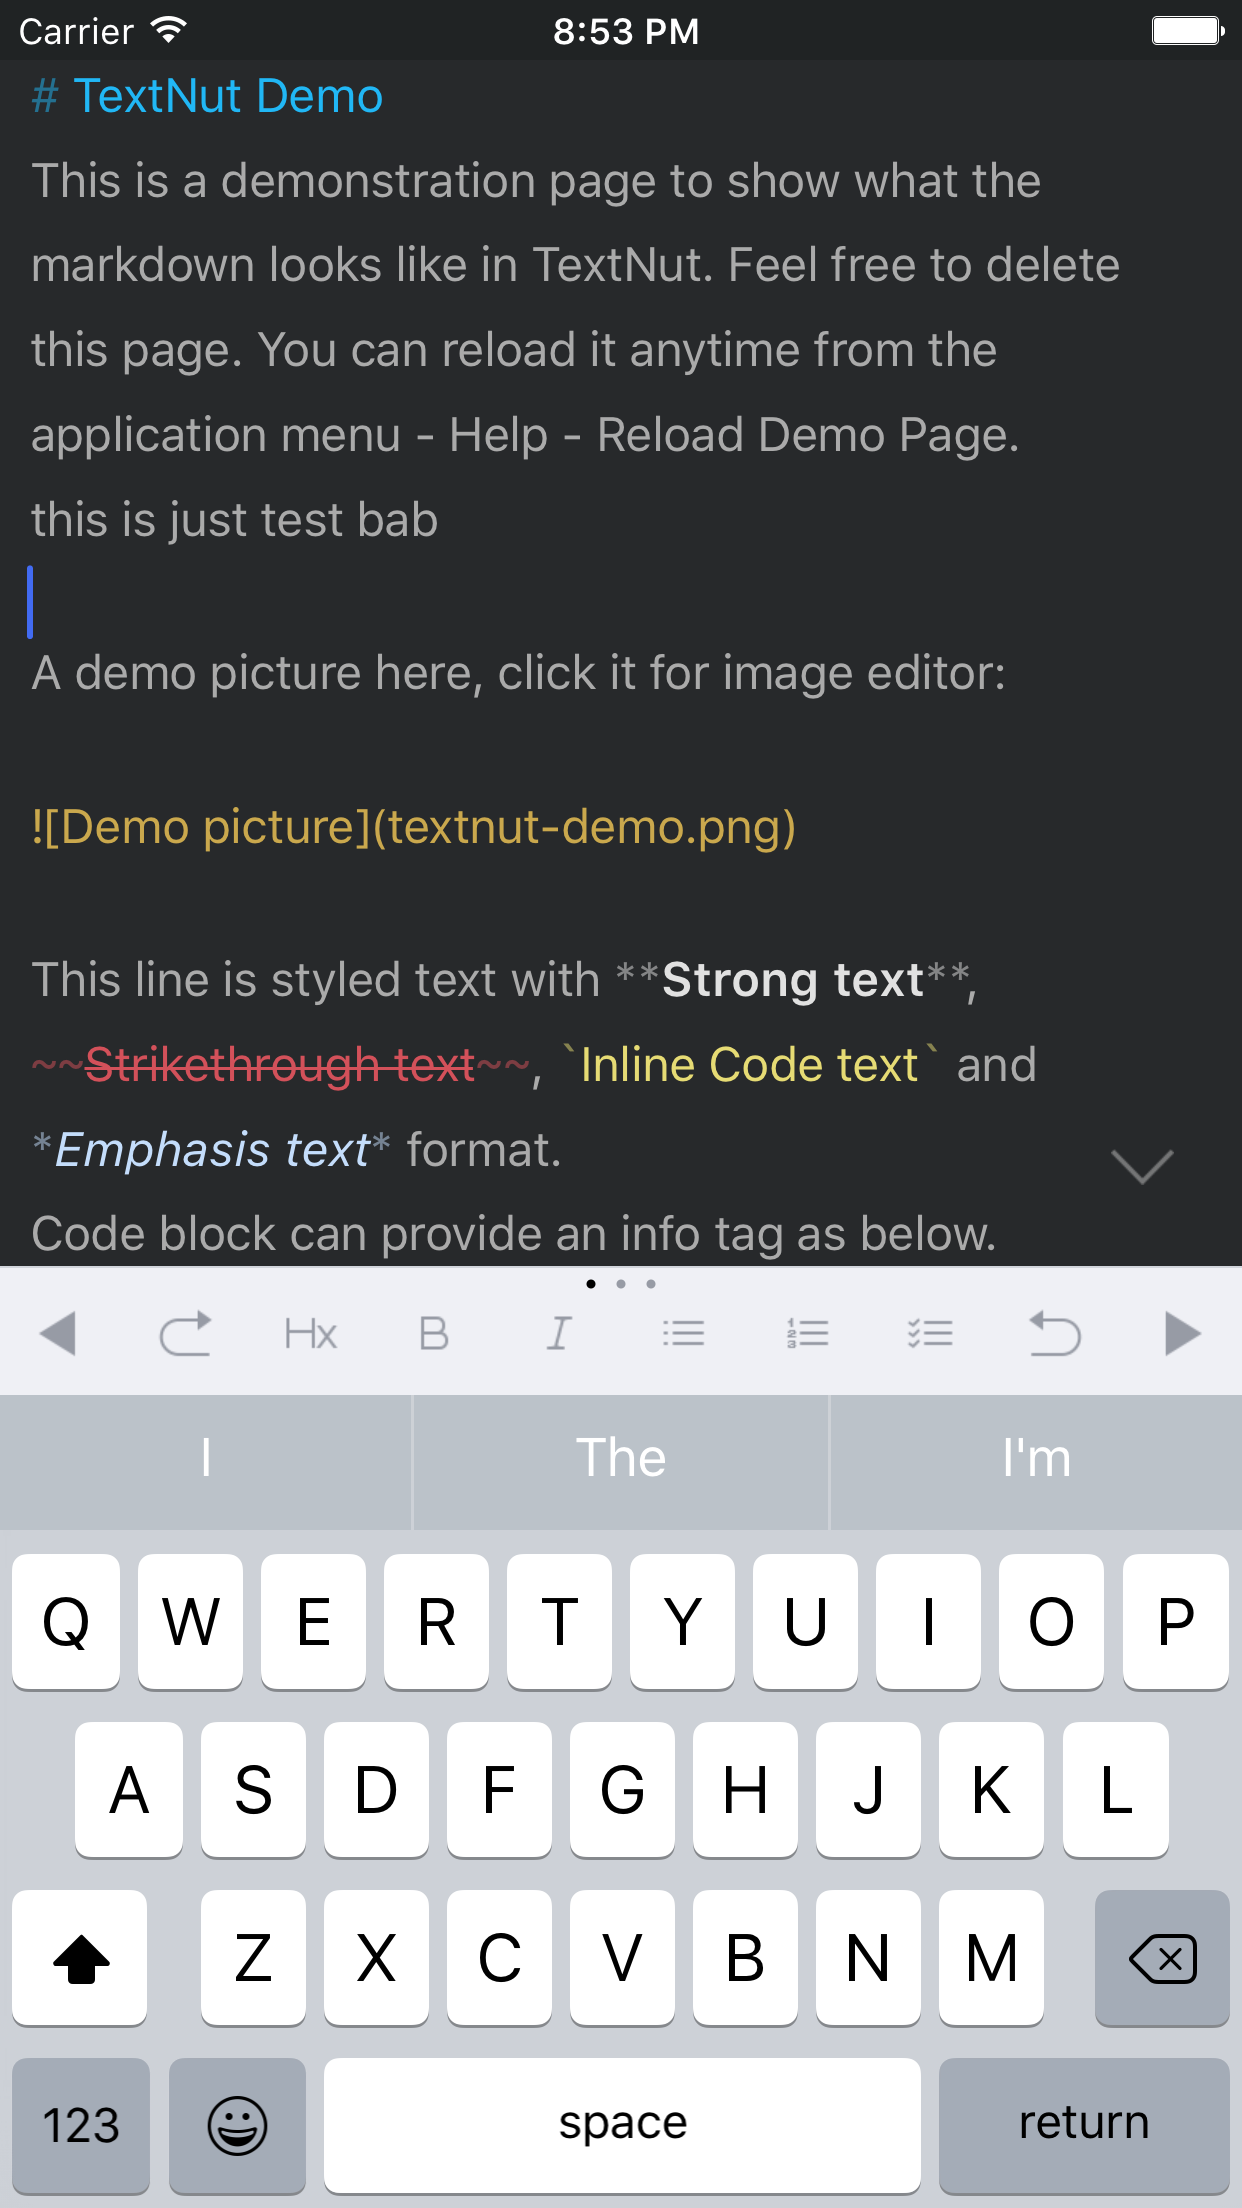 Carrier 8:53 PM
# TextNut Demo
This is a demonstration page to show what the
markdown looks like in TextNut. Feel free to delete
this page. You can reload it anytime from the
application menu - Help - Reload Demo Page.
this is just test bab
A demo picture here, click it for image editor:
![Demo picture](textnut-demo.png)
This line is styled text with **Strong text**,
~~Strikethrough text~~, `Inline Code text` and
*Emphasis text* format.
Code block can provide an info tag as below.
Hx B I
I The I'm
Q W E R T Y U I O P
A S D F G H J K L
Z X C V B N M
123 space return